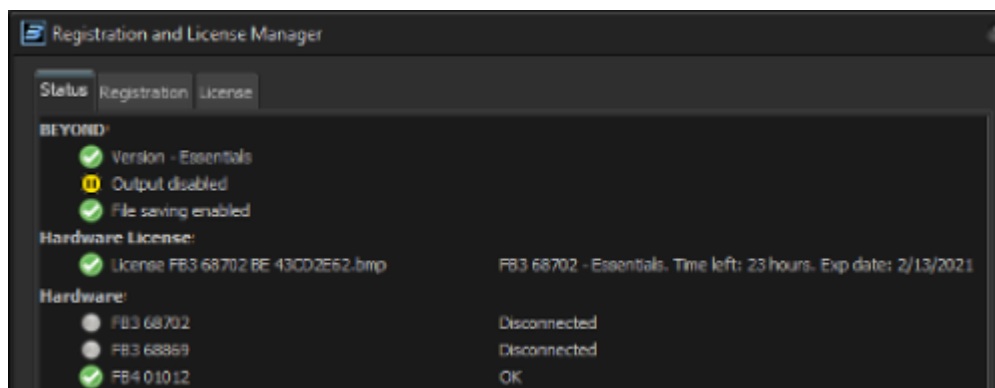 Registration and License Manager
Status Registration License
BEYOND:
Version - Essentials
Output disabled
File saving enabled
Hardware License:
License FB3 68702 BE 43CD2E62.bmp FB3 68702 - Essentials. Time left: 23 hours. Exp date: 2/13/2021
Hardware:
FB3 68702 Disconnected
FB3 68869 Disconnected
FB4 01012 OK